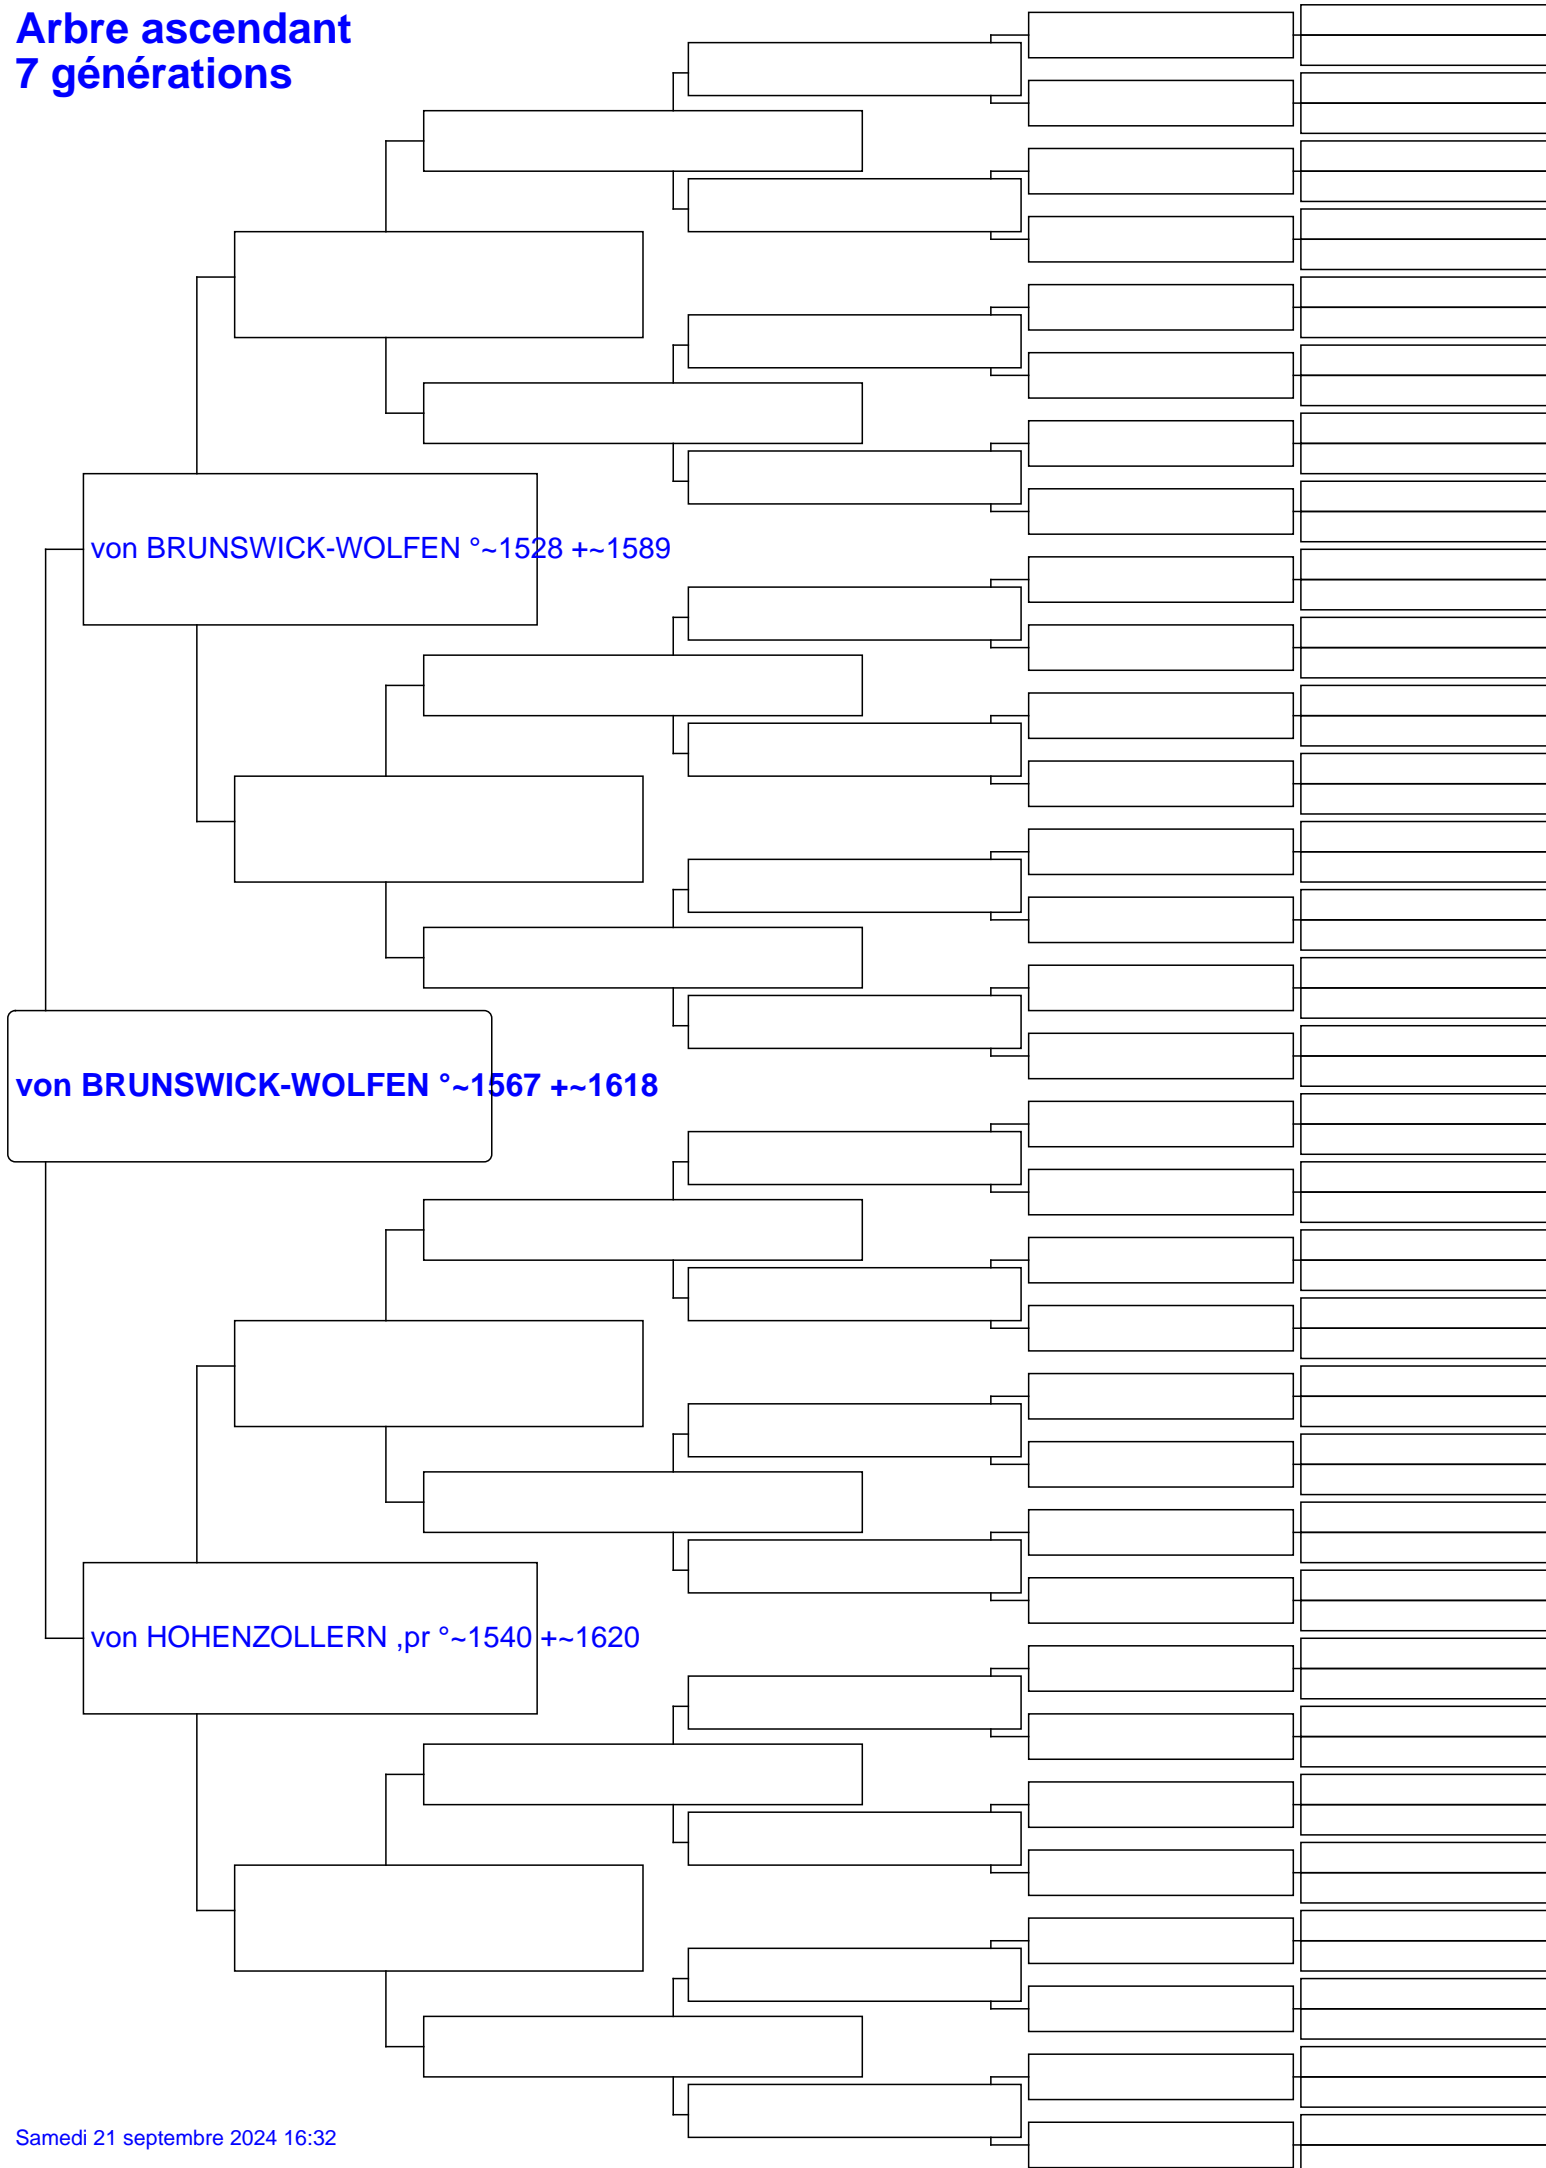 Arbre ascendant
7 générations
von BRUNSWICK-WOLFEN °~1528 +~1589
von BRUNSWICK-WOLFEN °~1567 +~1618
von HOHENZOLLERN ,pr °~1540 +~1620
Samedi 21 septembre 2024 16:32